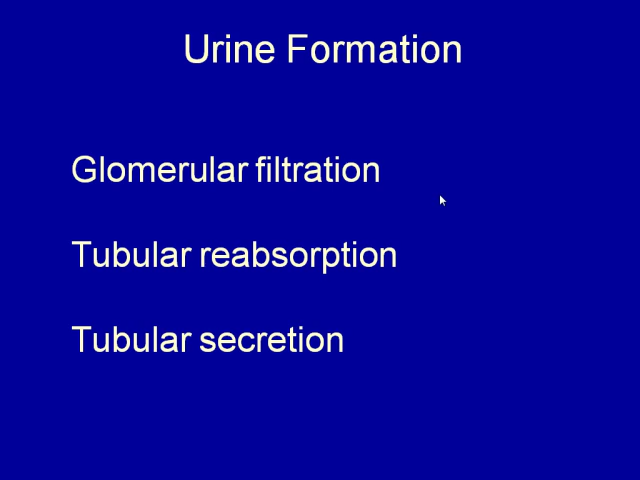 Urine Formation
Glomerular filtration
Tubular reabsorption
Tubular secretion